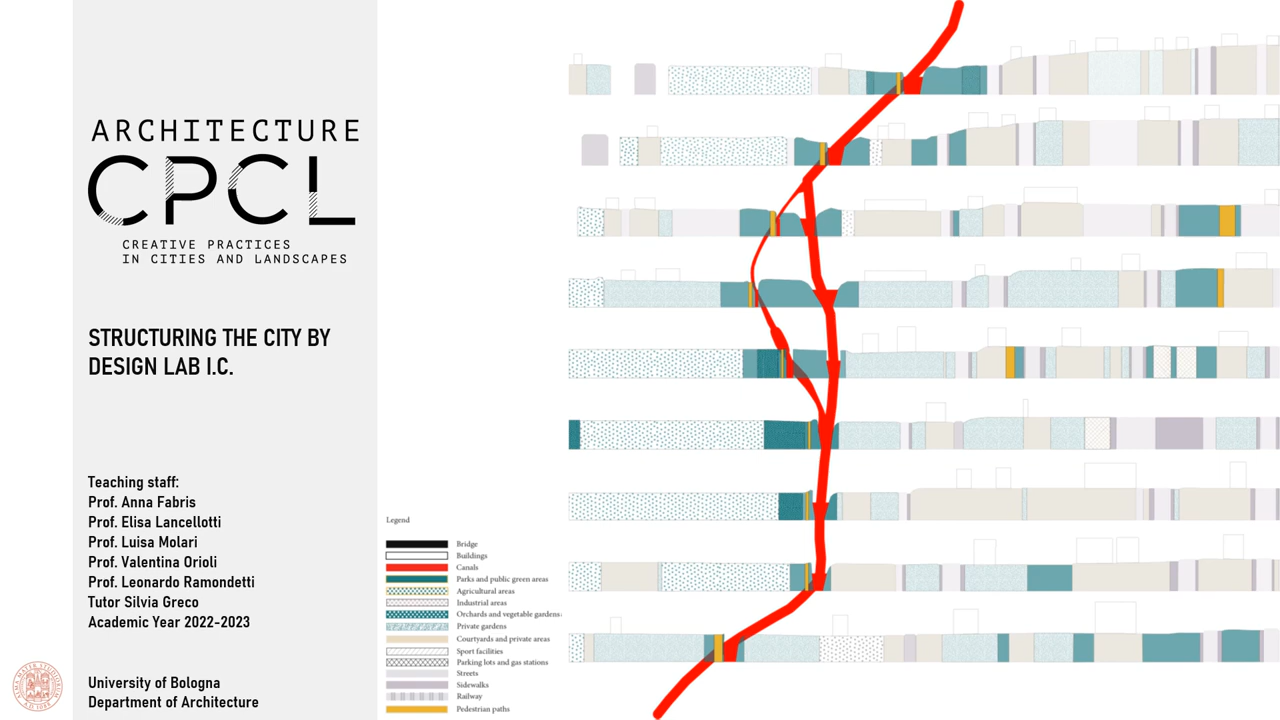 ARCHITECTURE
CPCL
CREATIVE PRACTICES
IN CITIES AND LANDSCAPES
STRUCTURING THE CITY BY
DESIGN LAB I.C.
Teaching staff:
Prof. Anna Fabris
Prof. Elisa Lancellotti
Prof. Luisa Molari
Prof. Valentina Orioli
Prof. Leonardo Ramondetti
Tutor Silvia Greco
Academic Year 2022-2023
University of Bologna
Department of Architecture
Legend
Bridge
Buildings
Canals
Parks and public green areas
Agricultural areas
Industrial areas
Orchards and vegetable gardens
Private gardens
Courtyards and private areas
Sport facilities
Parking lots and gas stations
Streets
Sidewalks
Railway
Pedestrian paths